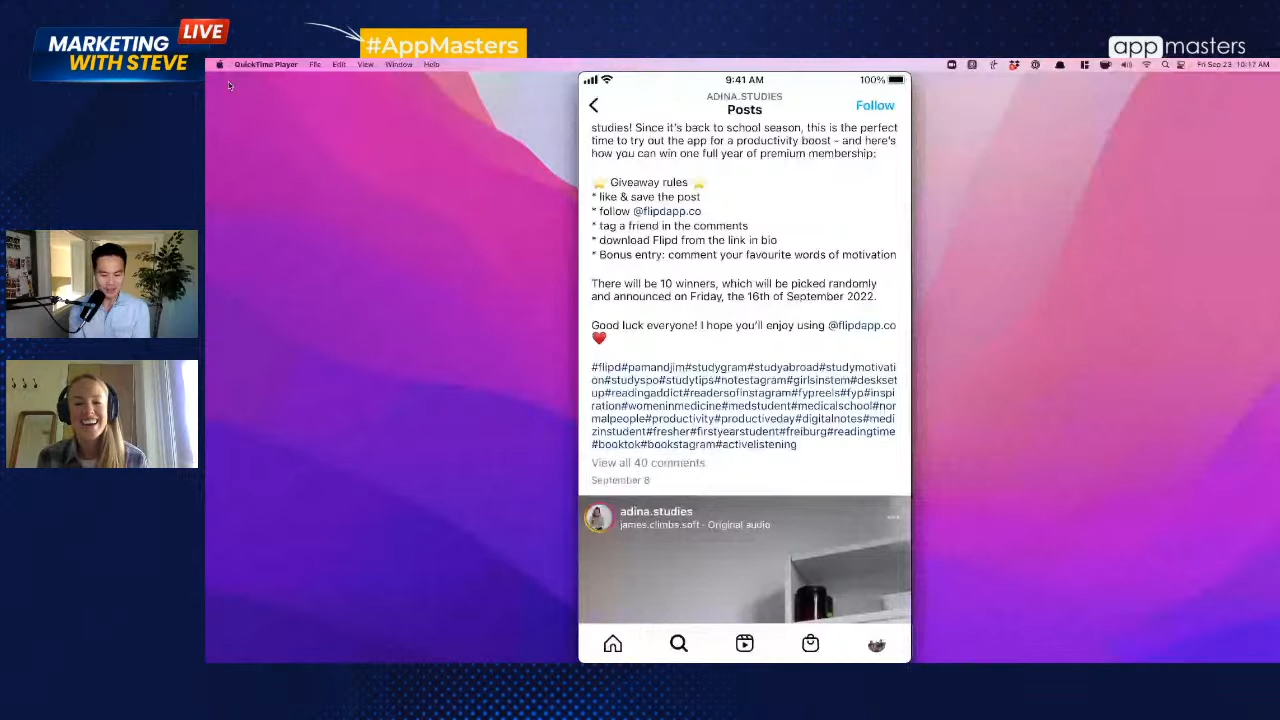 MARKETING LIVE
WITH STEVE
#AppMasters
app masters
QuickTime Player File Edit View Window Help
Fri Sep 23 10:12 AM
9:41 AM 100%
ADINA.STUDIES
Posts
Follow
studies! Since it's back to school season, this is the perfect
time to try out the app for a productivity boost - and here's
how you can win one full year of premium membership:
⭐ Giveaway rules ⭐
* like & save the post
* follow @flipdapp.co
* tag a friend in the comments
* download Flipd from the link in bio
* Bonus entry: comment your favourite words of motivation
There will be 10 winners, which will be picked randomly
and announced on Friday, the 16th of September 2022.
Good luck everyone! I hope you'll enjoy using @flipdapp.co
❤️
#flipd#pamandjim#studygram#studyabroad#studymotivati
on#studyspo#studytips#notestagram#girlsinstem#deskset
up#readingaddict#readersofinstagram#fypreels#fyp#inspi
ration#womeninmedicine#medstudent#medicalschool#nor
malpeople#productivity#productiveday#digitalnotes#medi
zinstudent#fresher#firstyearstudent#freiburg#readingtime
#booktok#bookstagram#activelistening
View all 40 comments
September 8
adina.studies
james.climbs.soft · Original audio